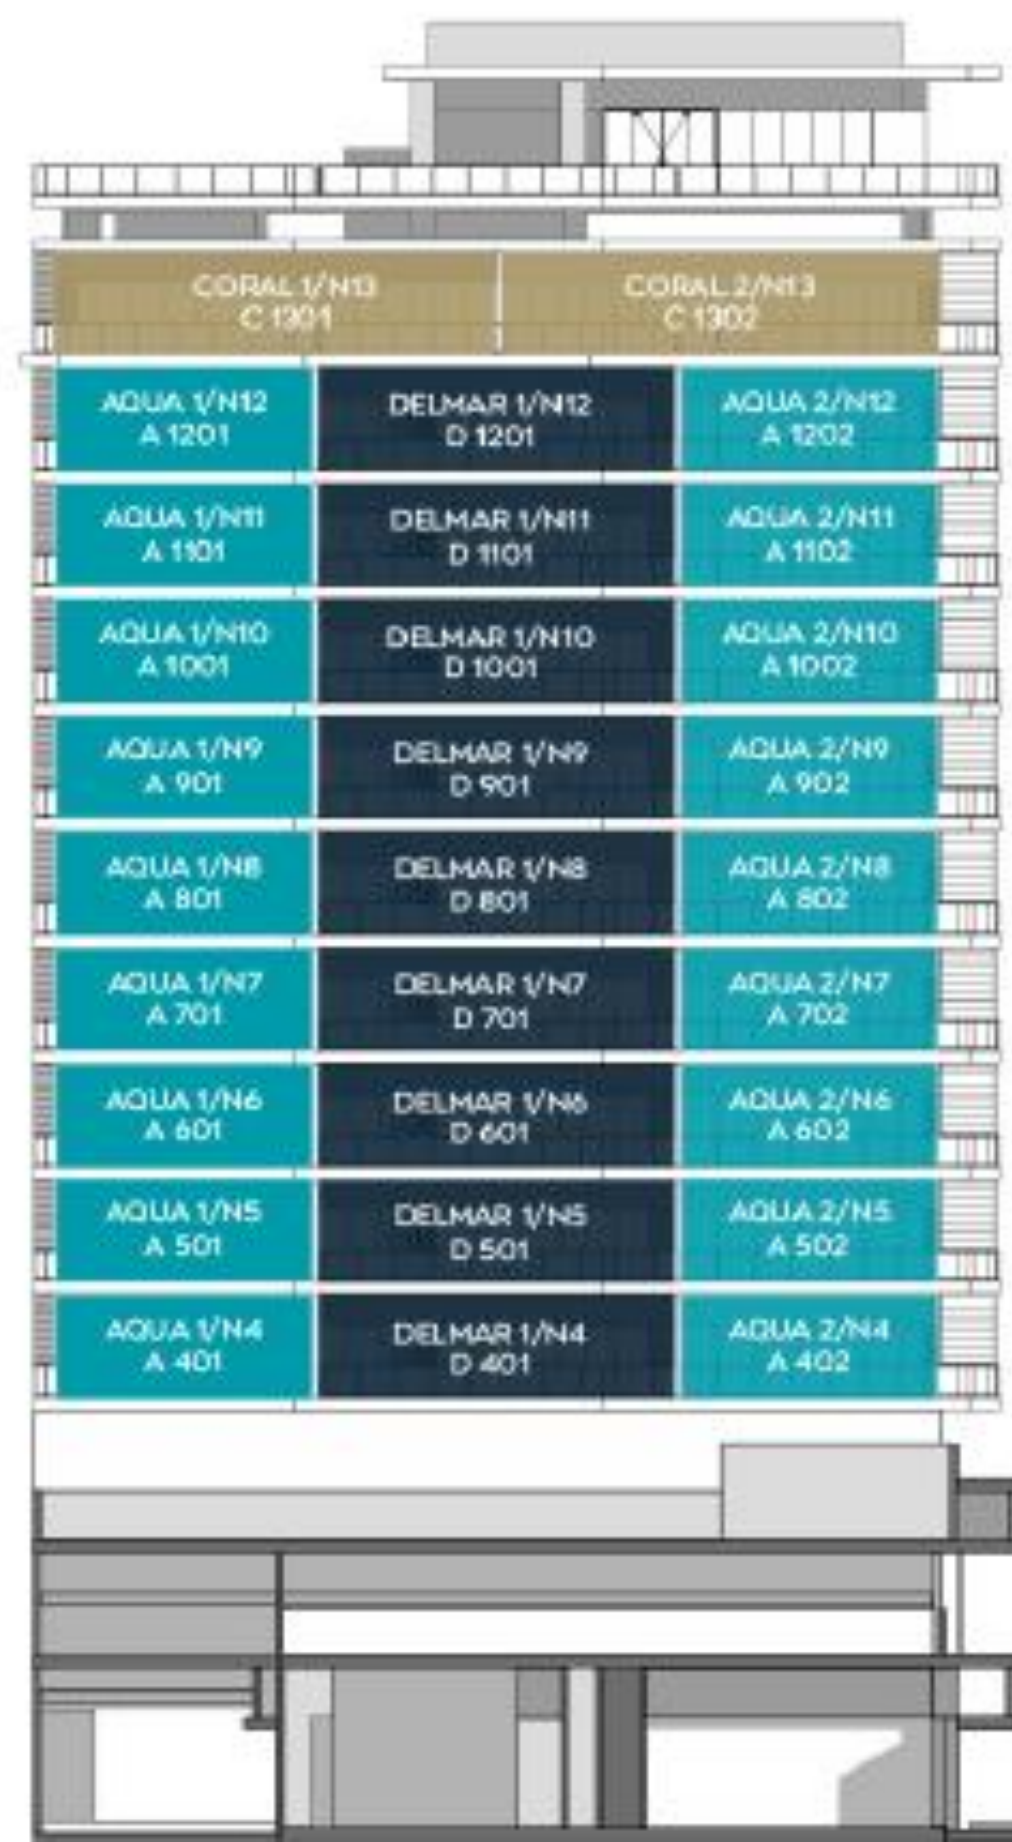 CORAL 1/N13
C 1301
CORAL 2/N13
C 1302
AQUA 1/N12
A 1201
DELMAR 1/N12
D 1201
AQUA 2/N12
A 1202
AQUA 1/N11
A 1101
DELMAR 1/N11
D 1101
AQUA 2/N11
A 1102
AQUA 1/N10
A 1001
DELMAR 1/N10
D 1001
AQUA 2/N10
A 1002
AQUA 1/N9
A 901
DELMAR 1/N9
D 901
AQUA 2/N9
A 902
AQUA 1/N8
A 801
DELMAR 1/N8
D 801
AQUA 2/N8
A 802
AQUA 1/N7
A 701
DELMAR 1/N7
D 701
AQUA 2/N7
A 702
AQUA 1/N6
A 601
DELMAR 1/N6
D 601
AQUA 2/N6
A 602
AQUA 1/N5
A 501
DELMAR 1/N5
D 501
AQUA 2/N5
A 502
AQUA 1/N4
A 401
DELMAR 1/N4
D 401
AQUA 2/N4
A 402